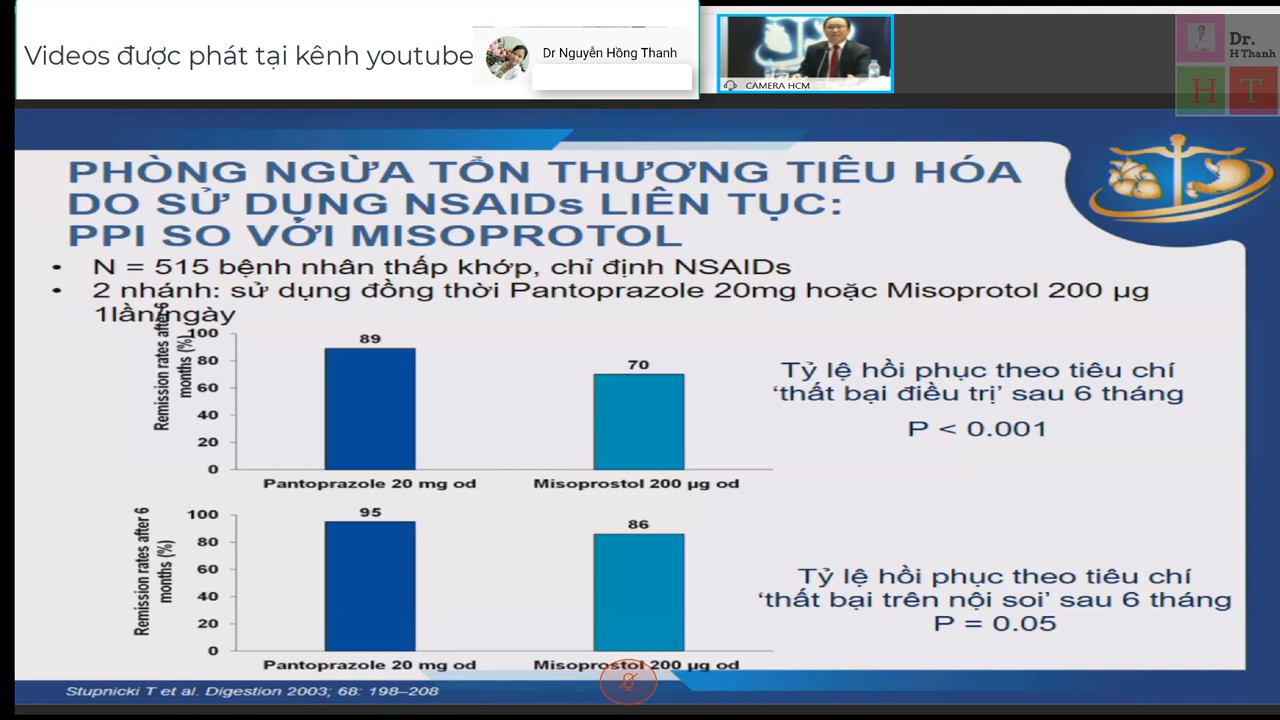 Videos được phát tại kênh youtube
Dr Nguyễn Hồng Thanh
CAMERA HCM
Dr.
H Thanh
H T
PHÒNG NGỪA TỔN THƯƠNG TIÊU HÓA
DO SỬ DỤNG NSAIDs LIÊN TỤC:
PPI SO VỚI MISOPROTOL
• N = 515 bệnh nhân thấp khớp, chỉ định NSAIDs
• 2 nhánh: sử dụng đồng thời Pantoprazole 20mg hoặc Misoprotol 200 µg
1lần/ngày
Remission rates after 6
months (%)
100
80
60
40
20
0
89
70
Pantoprazole 20 mg od
Misoprostol 200 µg od
Tỷ lệ hồi phục theo tiêu chí
‘thất bại điều trị’ sau 6 tháng
P < 0.001
Remission rates after 6
months (%)
100
80
60
40
20
0
95
86
Pantoprazole 20 mg od
Misoprostol 200 µg od
Tỷ lệ hồi phục theo tiêu chí
‘thất bại trên nội soi’ sau 6 tháng
P = 0.05
Stupnicki T et al. Digestion 2003; 68: 198–208